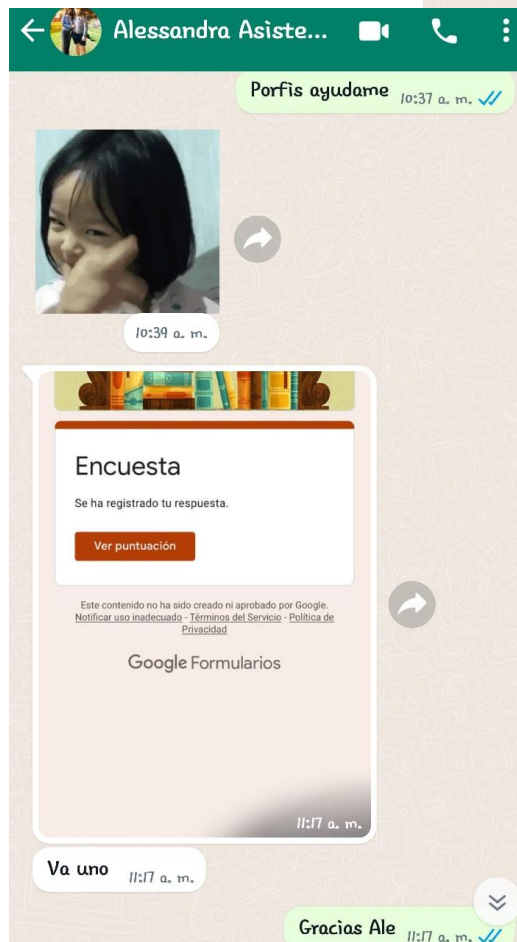 Alessandra Asiste...
Porfis ayudame
10:37 a. m.
10:39 a. m.
Encuesta
Se ha registrado tu respuesta.
Ver puntuación
Este contenido no ha sido creado ni aprobado por Google.
Notificar uso inadecuado - Términos del Servicio - Política de
Privacidad
Google Formularios
11:17 a. m.
Va uno 11:17 a. m.
Gracias Ale 11:17 a. m.